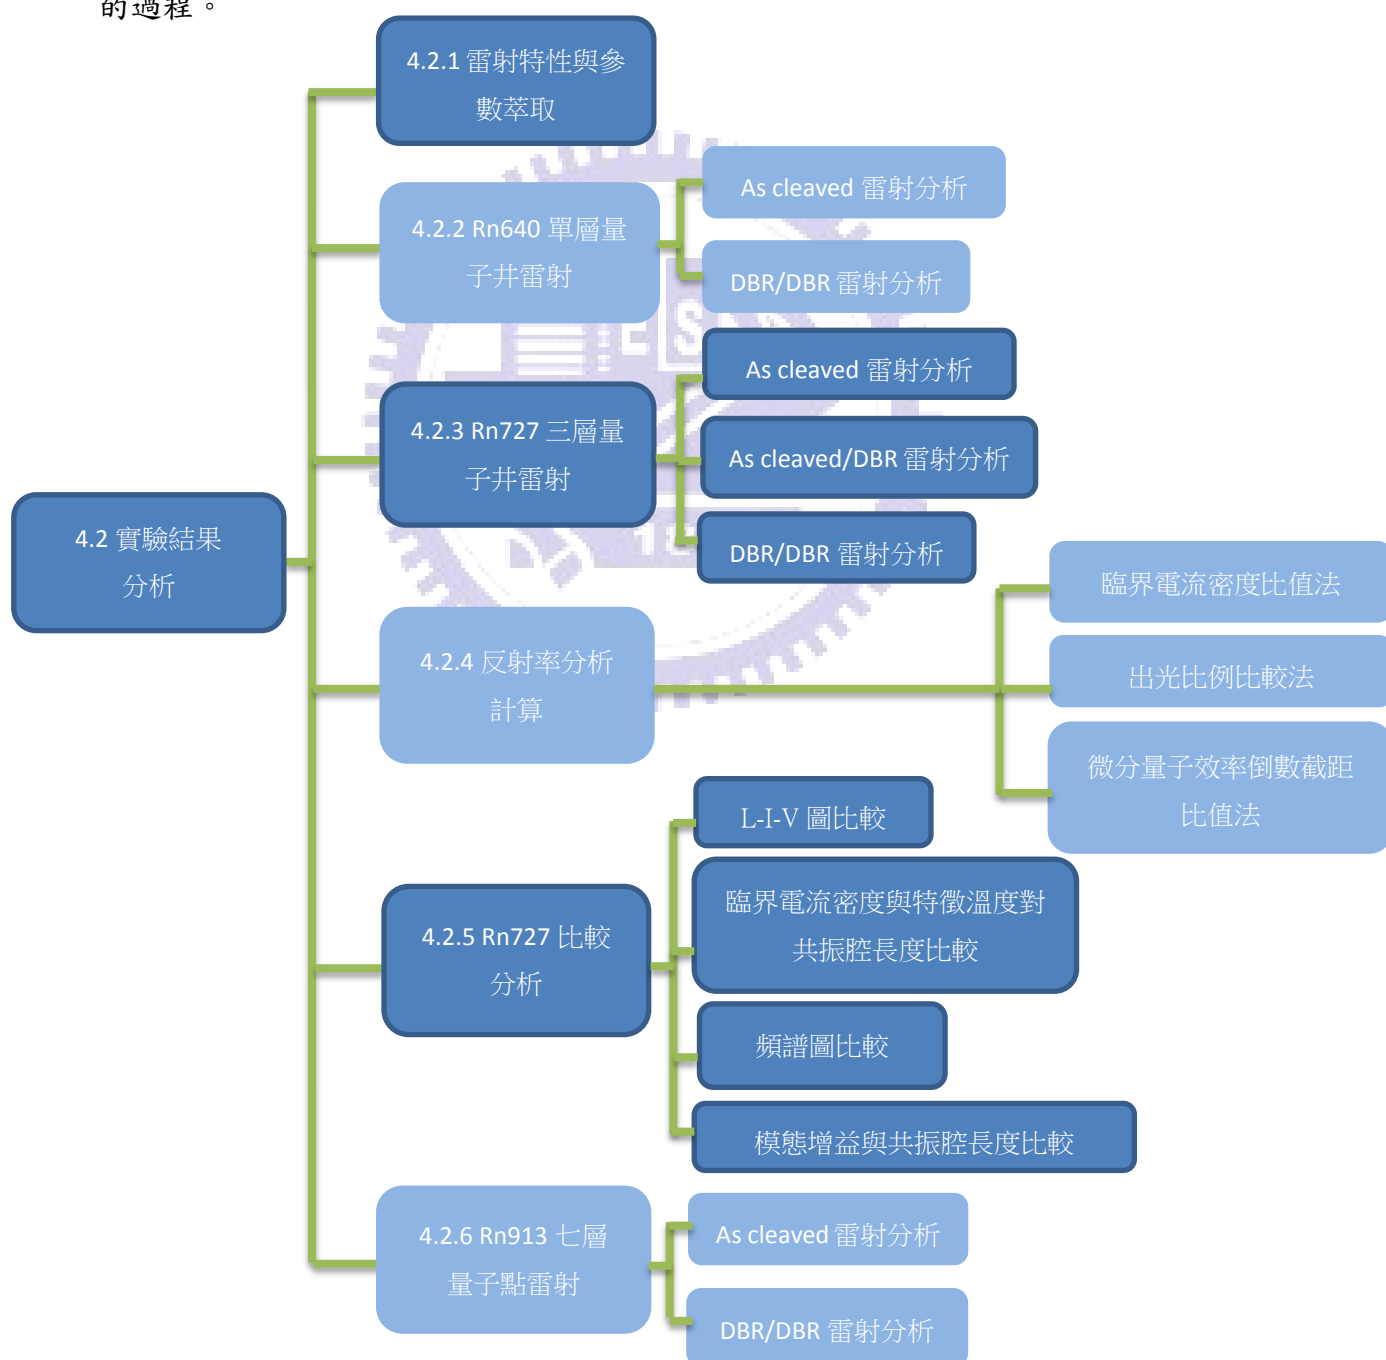 的過程。
4.2.1 雷射特性與參
數萃取
4.2.2 Rn640 單層量
子井雷射
As cleaved 雷射分析
DBR/DBR 雷射分析
4.2.3 Rn727 三層量
子井雷射
As cleaved 雷射分析
As cleaved/DBR 雷射分析
DBR/DBR 雷射分析
4.2 實驗結果
分析
4.2.4 反射率分析
計算
臨界電流密度比值法
出光比例比較法
微分量子效率倒數截距
比值法
4.2.5 Rn727 比較
分析
L-I-V 圖比較
臨界電流密度與特徵溫度對
共振腔長度比較
頻譜圖比較
模態增益與共振腔長度比較
4.2.6 Rn913 七層
量子點雷射
As cleaved 雷射分析
DBR/DBR 雷射分析